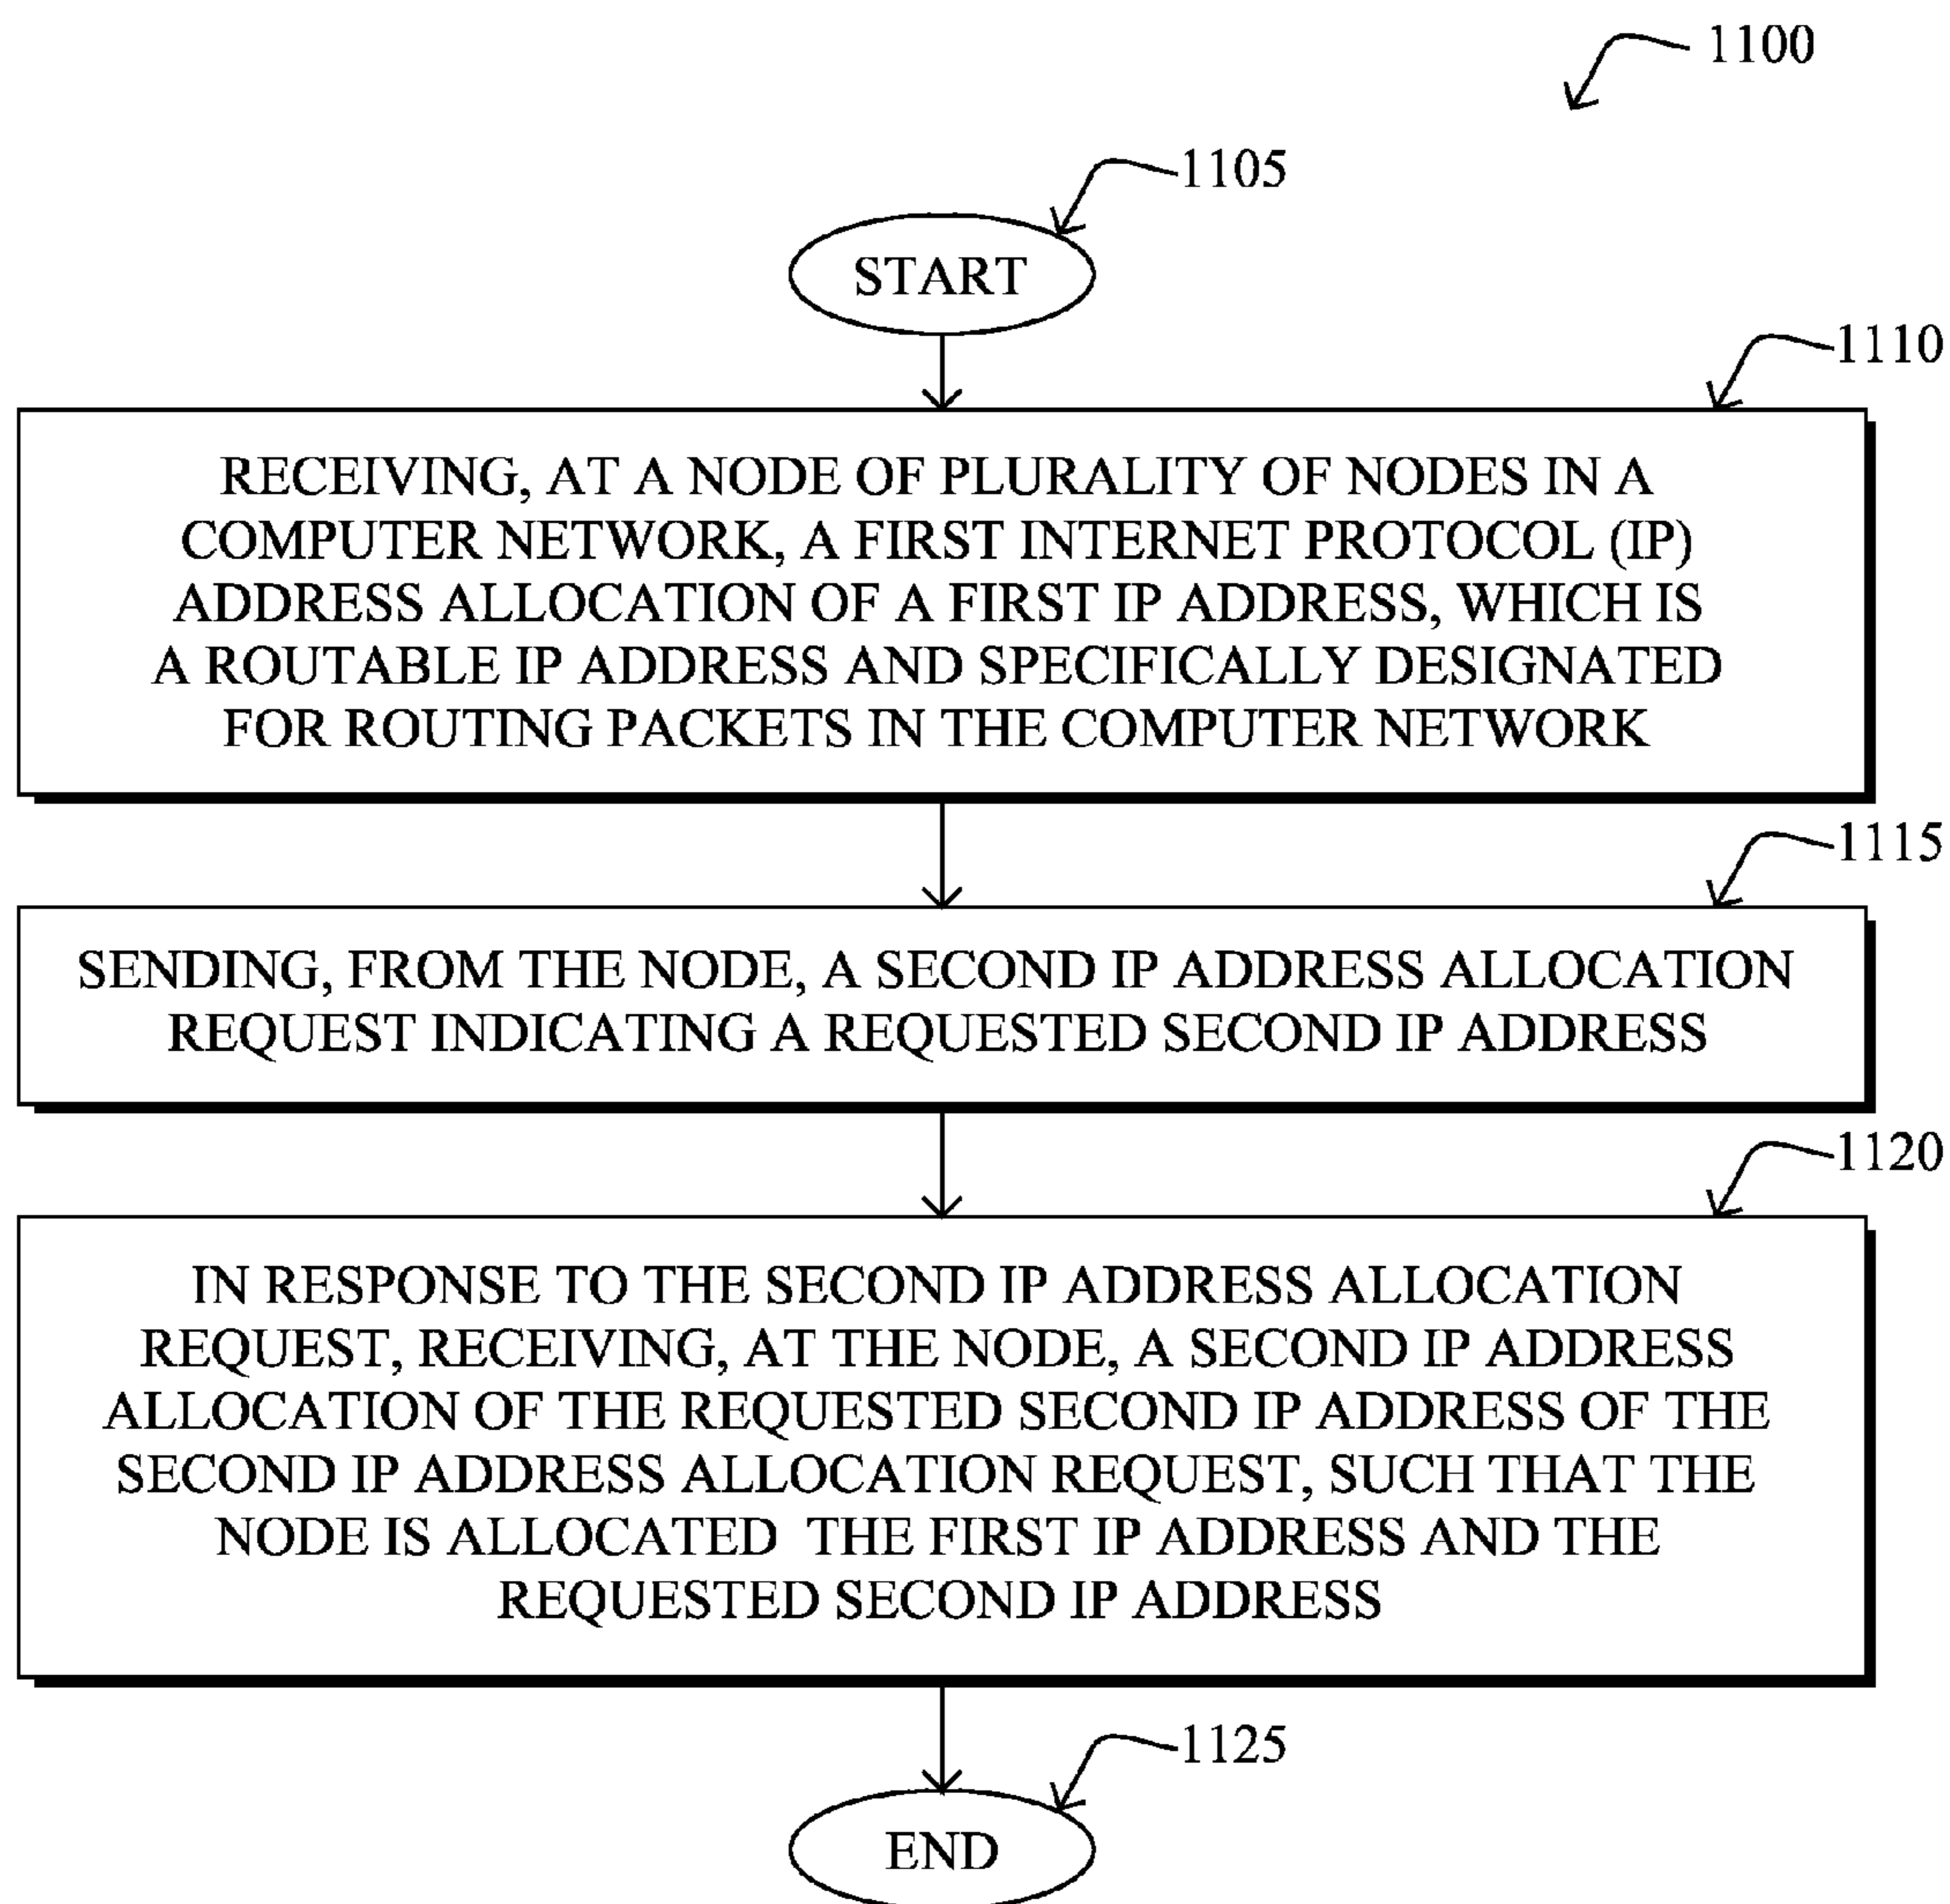 1100
1105
START
1110
RECEIVING, AT A NODE OF PLURALITY OF NODES IN A
COMPUTER NETWORK, A FIRST INTERNET PROTOCOL (IP)
ADDRESS ALLOCATION OF A FIRST IP ADDRESS, WHICH IS
A ROUTABLE IP ADDRESS AND SPECIFICALLY DESIGNATED
FOR ROUTING PACKETS IN THE COMPUTER NETWORK
1115
SENDING, FROM THE NODE, A SECOND IP ADDRESS ALLOCATION
REQUEST INDICATING A REQUESTED SECOND IP ADDRESS
1120
IN RESPONSE TO THE SECOND IP ADDRESS ALLOCATION
REQUEST, RECEIVING, AT THE NODE, A SECOND IP ADDRESS
ALLOCATION OF THE REQUESTED SECOND IP ADDRESS OF THE
SECOND IP ADDRESS ALLOCATION REQUEST, SUCH THAT THE
NODE IS ALLOCATED THE FIRST IP ADDRESS AND THE
REQUESTED SECOND IP ADDRESS
1125
END